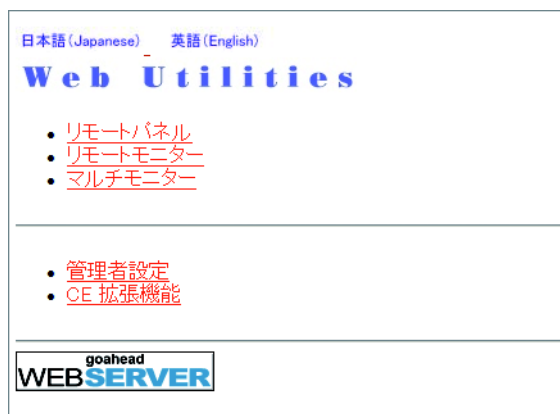 日本語(Japanese) 英語(English)
Web Utilities
リモートパネル
リモートモニター
マルチモニター
管理者設定
CE 拡張機能
goahead
WEBSERVER